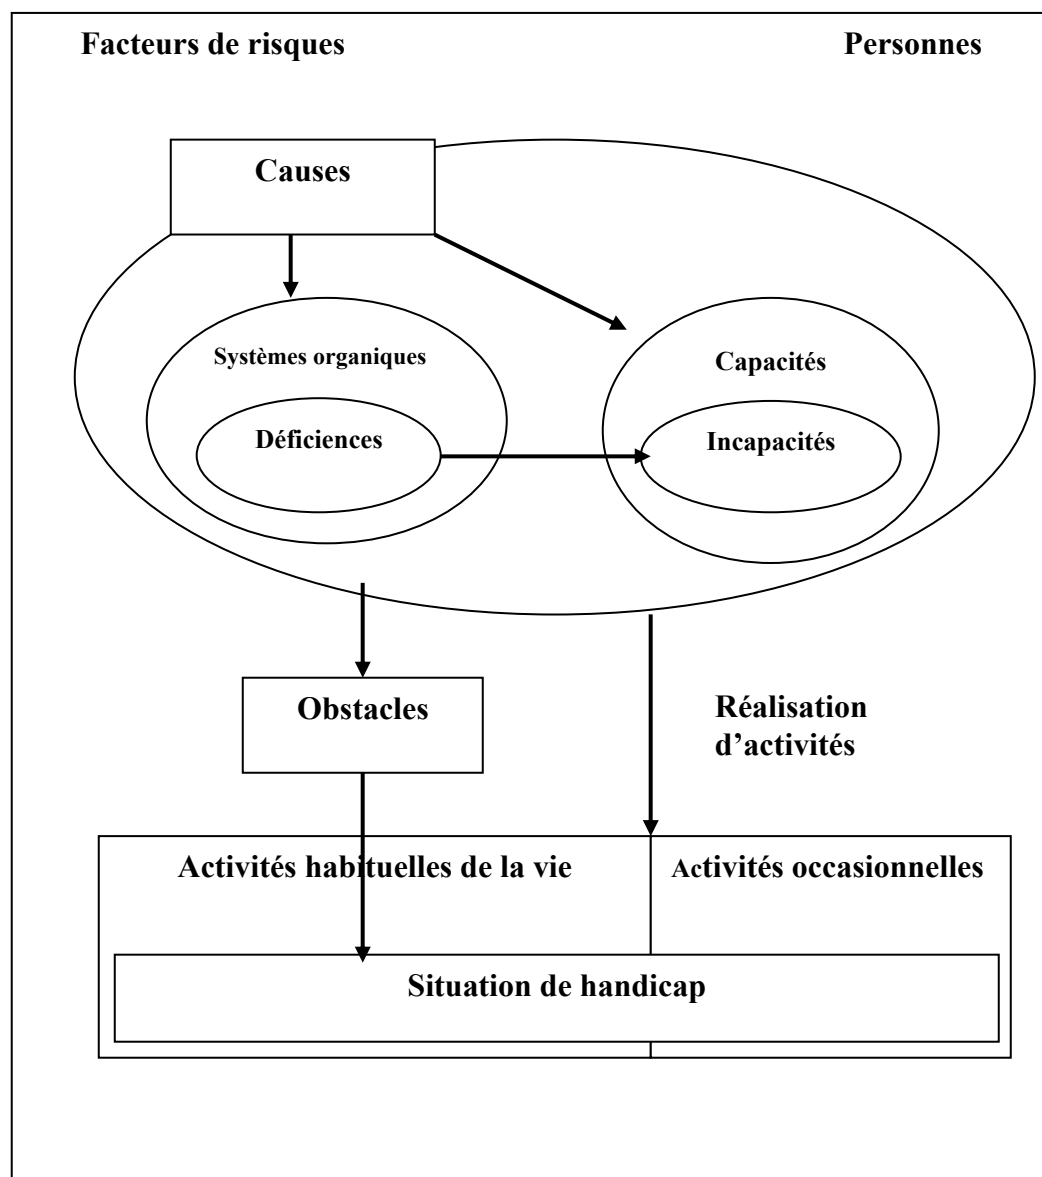 Facteurs de risques
Personnes
Causes
Systèmes organiques
Capacités
Déficiences
Incapacités
Obstacles
Réalisation
d’activités
Activités habituelles de la vie
Activités occasionnelles
Situation de handicap